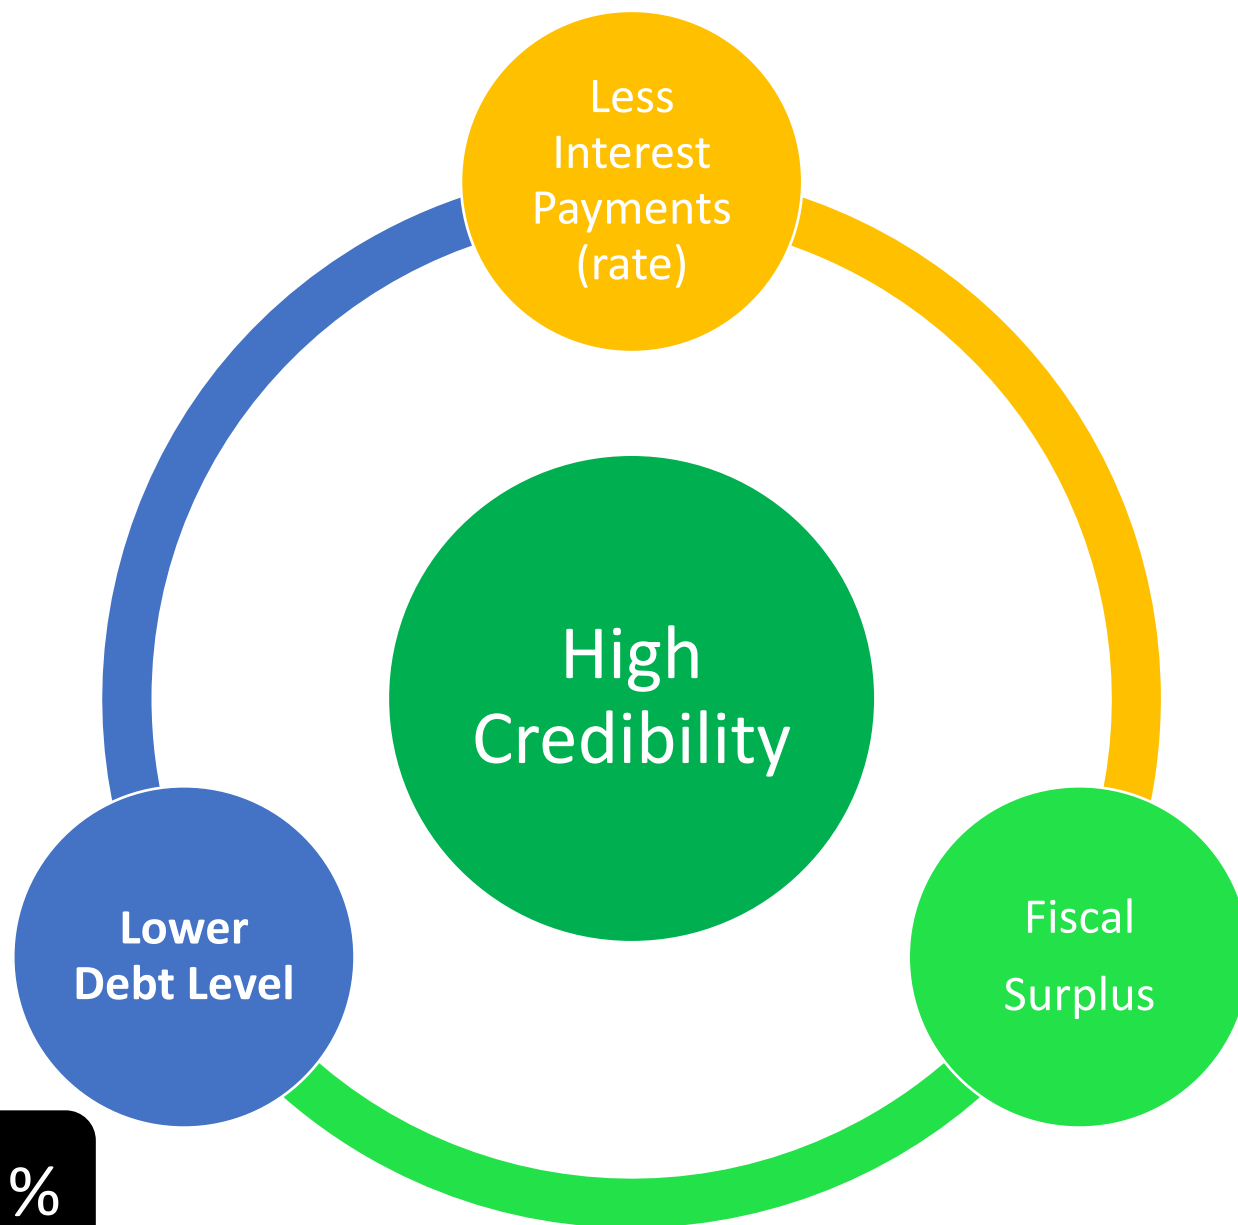 Less
Interest
Payments
(rate)
High
Credibility
Lower
Debt Level
Fiscal
Surplus
%